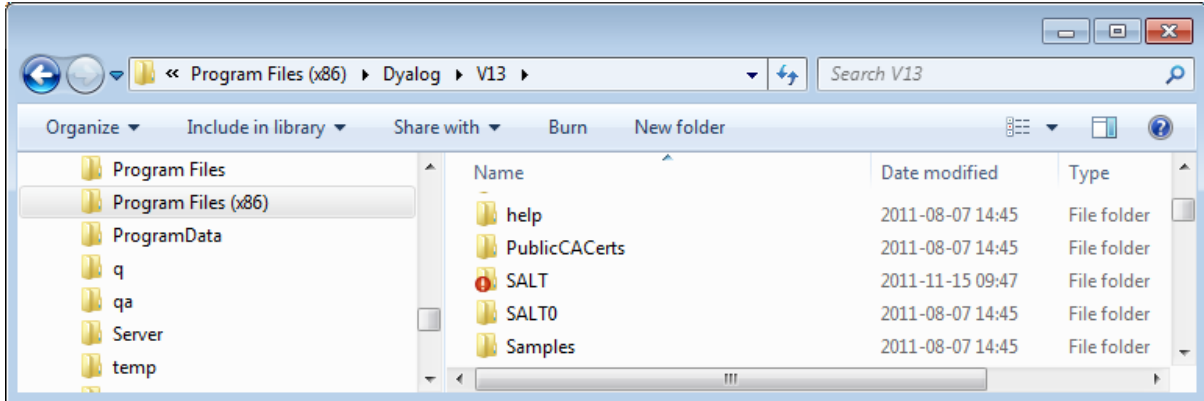 « Program Files (x86) ▸ Dyalog ▸ V13 ▸ Search V13
Organize Include in library Share with Burn New folder
Program Files
Program Files (x86)
ProgramData
q
qa
Server
temp
Name Date modified Type
help 2011-08-07 14:45 File folder
PublicCACerts 2011-08-07 14:45 File folder
SALT 2011-11-15 09:47 File folder
SALT0 2011-08-07 14:45 File folder
Samples 2011-08-07 14:45 File folder